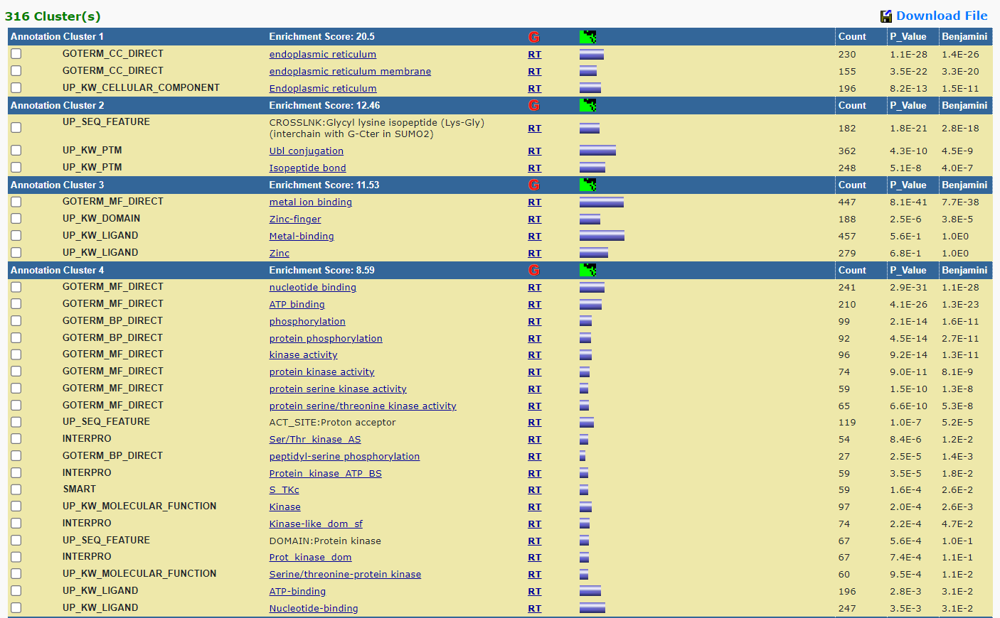 316 Cluster(s)
Download File
Annotation Cluster 1 Enrichment Score: 20.5 G Count P_Value Benjamini
GOTERM_CC_DIRECT endoplasmic reticulum RT 230 1.1E-28 1.4E-26
GOTERM_CC_DIRECT endoplasmic reticulum membrane RT 155 3.5E-22 3.3E-20
UP_KW_CELLULAR_COMPONENT Endoplasmic reticulum RT 196 8.2E-13 1.5E-11
Annotation Cluster 2 Enrichment Score: 12.46 G Count P_Value Benjamini
UP_SEQ_FEATURE CROSSLNK:Glycyl lysine isopeptide (Lys-Gly)
(interchain with G-Cter in SUMO2) RT 182 1.8E-21 2.8E-18
UP_KW_PTM Ubl conjugation RT 362 4.3E-10 4.5E-9
UP_KW_PTM Isopeptide bond RT 248 5.1E-8 4.0E-7
Annotation Cluster 3 Enrichment Score: 11.53 G Count P_Value Benjamini
GOTERM_MF_DIRECT metal ion binding RT 447 8.1E-41 7.7E-38
UP_KW_DOMAIN Zinc-finger RT 188 2.5E-6 3.8E-5
UP_KW_LIGAND Metal-binding RT 457 5.6E-1 1.0E0
UP_KW_LIGAND Zinc RT 279 6.8E-1 1.0E0
Annotation Cluster 4 Enrichment Score: 8.59 G Count P_Value Benjamini
GOTERM_MF_DIRECT nucleotide binding RT 241 2.9E-31 1.1E-28
GOTERM_MF_DIRECT ATP binding RT 210 4.1E-26 1.3E-23
GOTERM_BP_DIRECT phosphorylation RT 99 2.1E-14 1.6E-11
GOTERM_BP_DIRECT protein phosphorylation RT 92 4.5E-14 2.7E-11
GOTERM_MF_DIRECT kinase activity RT 96 9.2E-14 1.3E-11
GOTERM_MF_DIRECT protein kinase activity RT 74 9.0E-11 8.1E-9
GOTERM_MF_DIRECT protein serine kinase activity RT 59 1.5E-10 1.3E-8
GOTERM_MF_DIRECT protein serine/threonine kinase activity RT 65 6.6E-10 5.3E-8
UP_SEQ_FEATURE ACT_SITE:Proton acceptor RT 119 1.0E-7 5.2E-5
INTERPRO Ser/Thr_kinase_AS RT 54 8.4E-6 1.2E-2
GOTERM_BP_DIRECT peptidyl-serine phosphorylation RT 27 2.5E-5 1.4E-3
INTERPRO Protein_kinase_ATP_BS RT 59 3.5E-5 1.8E-2
SMART S_TKc RT 59 1.6E-4 2.6E-2
UP_KW_MOLECULAR_FUNCTION Kinase RT 97 2.0E-4 2.6E-3
INTERPRO Kinase-like_dom_sf RT 74 2.2E-4 4.7E-2
UP_SEQ_FEATURE DOMAIN:Protein kinase RT 67 5.6E-4 1.0E-1
INTERPRO Prot_kinase_dom RT 67 7.4E-4 1.1E-1
UP_KW_MOLECULAR_FUNCTION Serine/threonine-protein kinase RT 60 9.5E-4 1.1E-2
UP_KW_LIGAND ATP-binding RT 196 2.8E-3 3.1E-2
UP_KW_LIGAND Nucleotide-binding RT 247 3.5E-3 3.1E-2